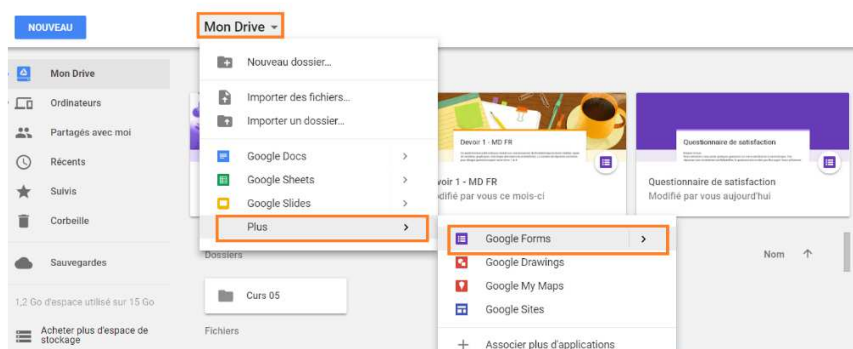 NOUVEAU
Mon Drive
Mon Drive
Ordinateurs
Partagés avec moi
Récents
Suivis
Corbeille
Sauvegardes
1,2 Go d'espace utilisé sur 15 Go
Acheter plus d'espace de
stockage
Nouveau dossier...
Importer des fichiers...
Importer un dossier...
Google Docs
Google Sheets
Google Slides
Plus
Google Forms
Google Drawings
Google My Maps
Google Sites
Associer plus d'applications
Devoir 1 - MD FR
voir 1 - MD FR
difié par vous ce mois-ci
Questionnaire de satisfaction
Questionnaire de satisfaction
Modifié par vous aujourd'hui
Dossiers
Nom
Curs 05
Fichiers